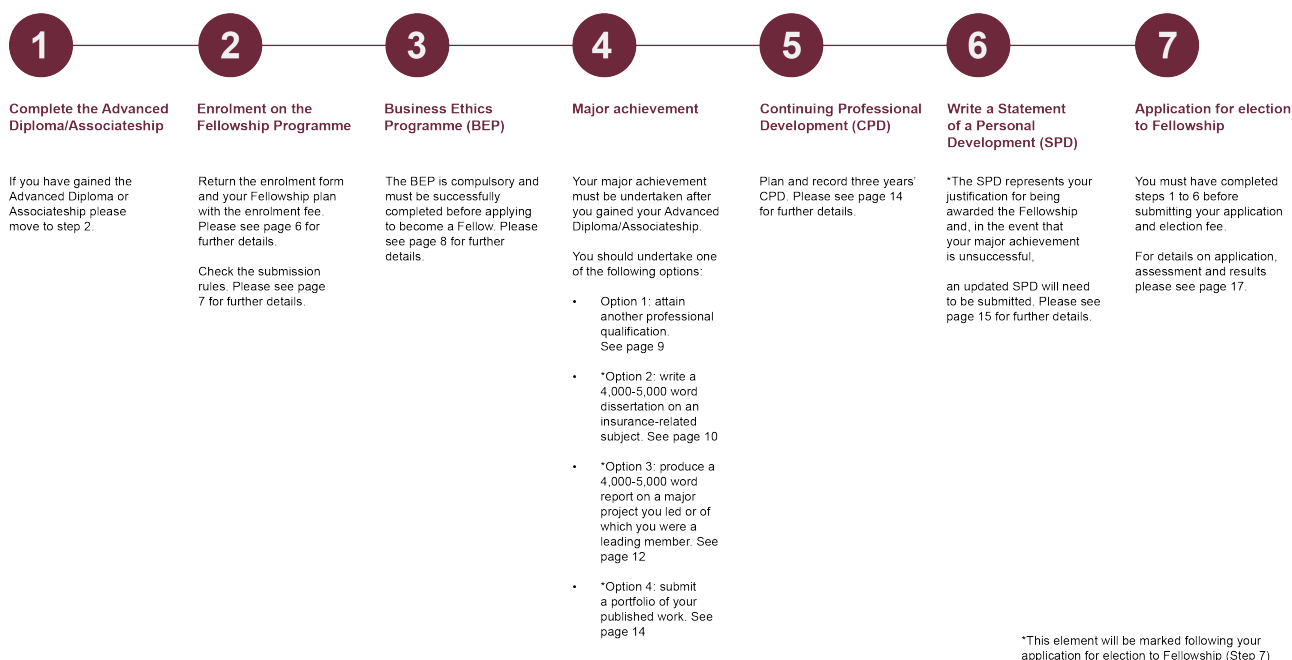 1
2
3
4
5
6
7
Complete the Advanced
Diploma/Associateship
If you have gained the
Advanced Diploma or
Associateship please
move to step 2.
Enrolment on the
Fellowship Programme
Return the enrolment form
and your Fellowship plan
with the enrolment fee.
Please see page 6 for
further details.
Check the submission
rules. Please see page
7 for further details.
Business Ethics
Programme (BEP)
The BEP is compulsory and
must be successfully
completed before applying
to become a Fellow. Please
see page 8 for further
details.
Major achievement
Your major achievement
must be undertaken after
you gained your Advanced
Diploma/Associateship.
You should undertake one
of the following options:
• Option 1: attain
another professional
qualification.
See page 9
• *Option 2: write a
4,000-5,000 word
dissertation on an
insurance-related
subject. See page 10
• *Option 3: produce a
4,000-5,000 word
report on a major
project you led or of
which you were a
leading member. See
page 12
• *Option 4: submit
a portfolio of your
published work. See
page 14
Continuing Professional
Development (CPD)
Plan and record three years’
CPD. Please see page 14
for further details.
Write a Statement
of a Personal
Development (SPD)
*The SPD represents your
justification for being
awarded the Fellowship
and, in the event that
your major achievement
is unsuccessful,
an updated SPD will need
to be submitted. Please see
page 15 for further details.
Application for election
to Fellowship
You must have completed
steps 1 to 6 before
submitting your application
and election fee.
For details on application,
assessment and results
please see page 17.
*This element will be marked following your
application for election to Fellowship (Step 7)